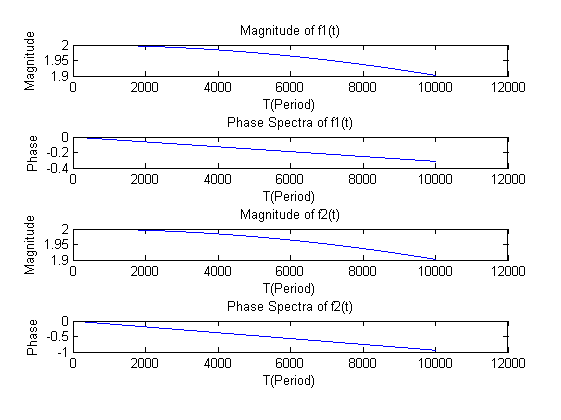 Magnitude of f1(t)
Magnitude
2
1.95
1.9
0 2000 4000 6000 8000 10000 12000
T(Period)
Phase Spectra of f1(t)
Phase
0
-0.2
-0.4
0 2000 4000 6000 8000 10000 12000
T(Period)
Magnitude of f2(t)
Magnitude
2
1.95
1.9
0 2000 4000 6000 8000 10000 12000
T(Period)
Phase Spectra of f2(t)
Phase
0
-0.5
-1
0 2000 4000 6000 8000 10000 12000
T(Period)